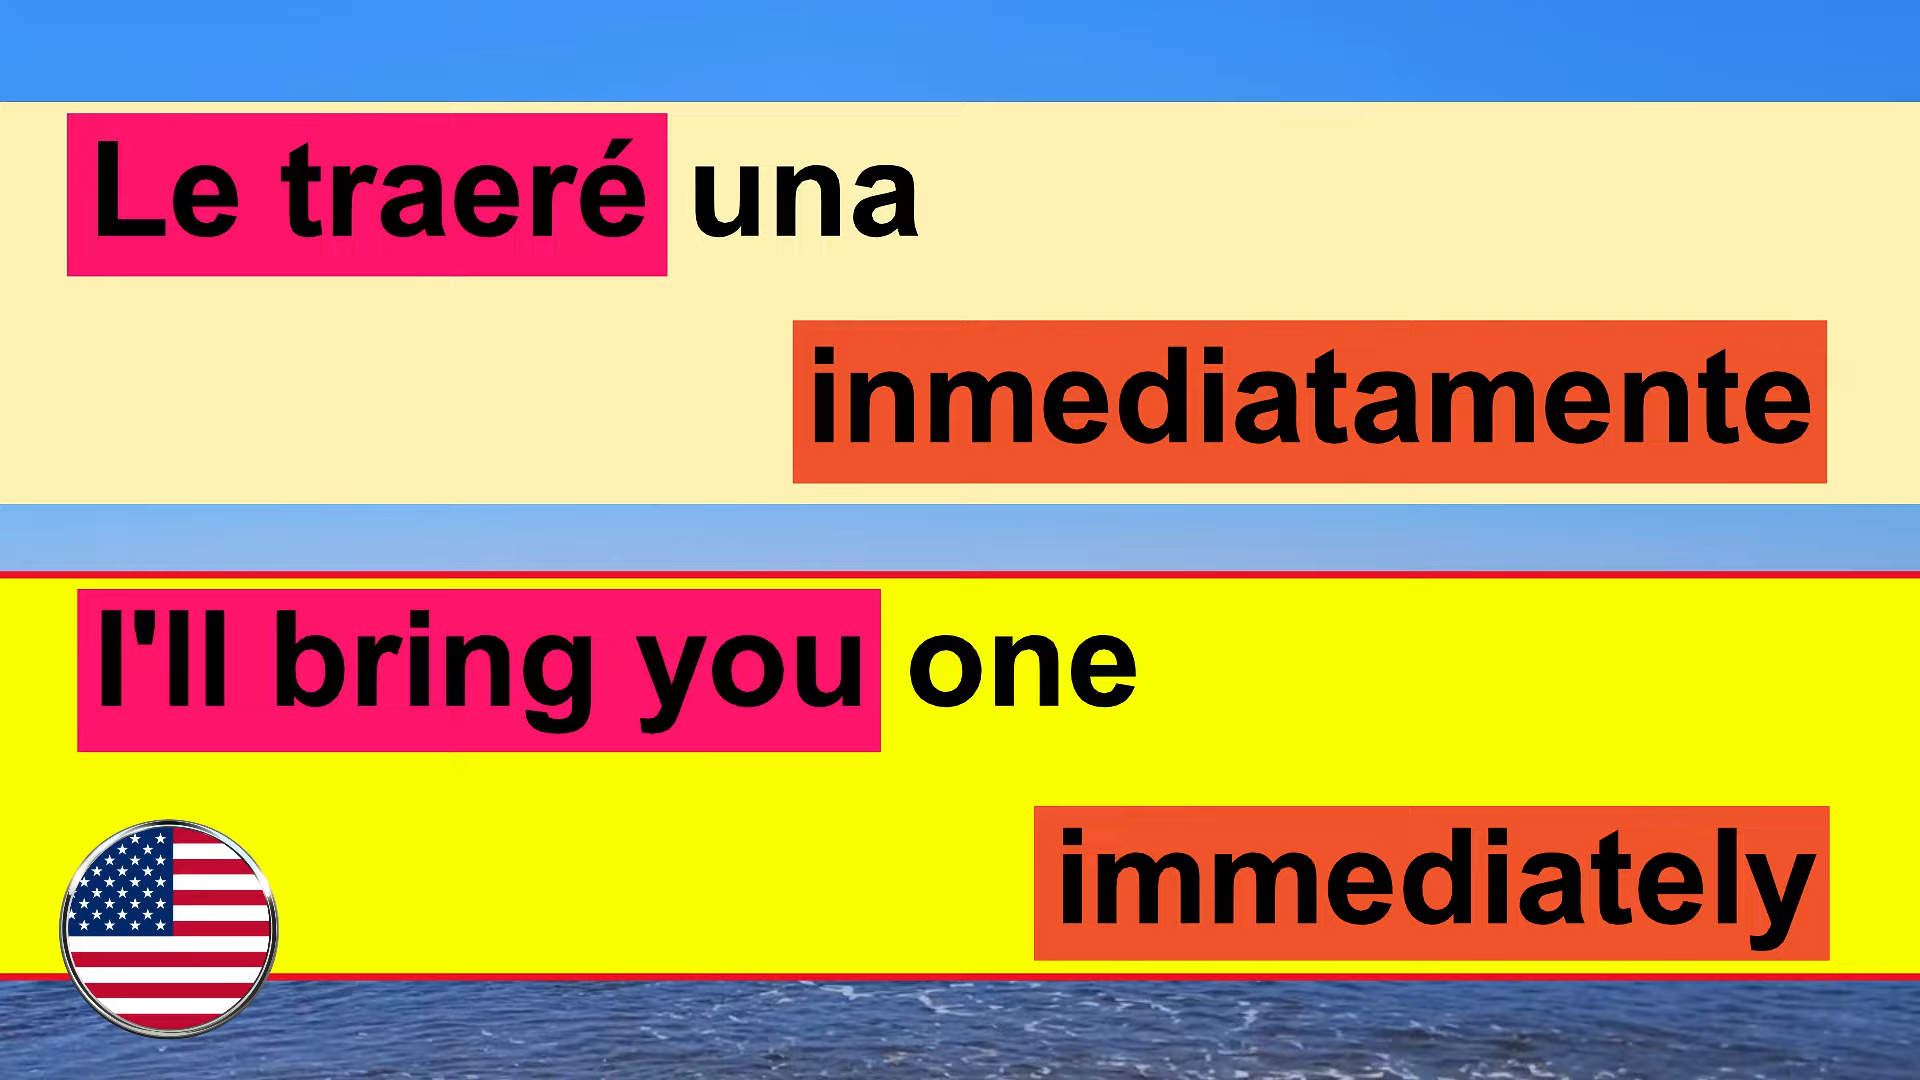 Le traeré una
inmediatamente
I'll bring you one
immediately